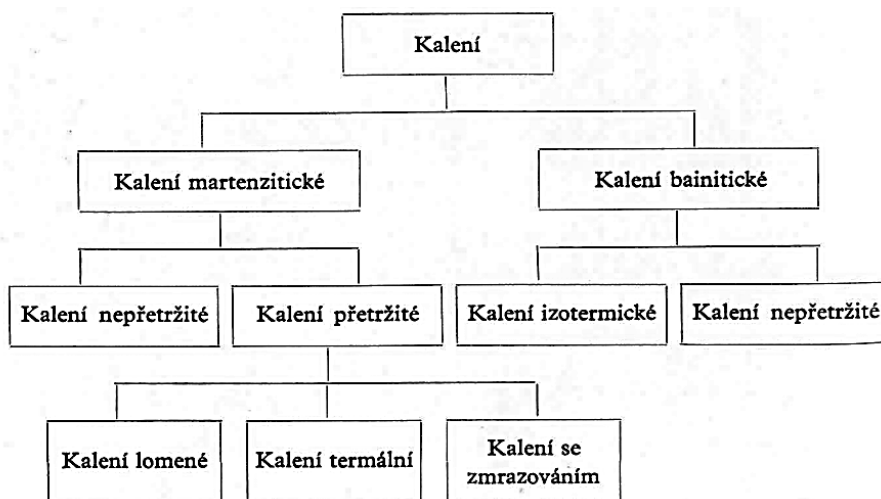 Kalení
Kalení martenzitické
Kalení bainitické
Kalení nepřetržité
Kalení přetržité
Kalení izotermické
Kalení nepřetržité
Kalení lomené
Kalení termální
Kalení se
zmrazováním